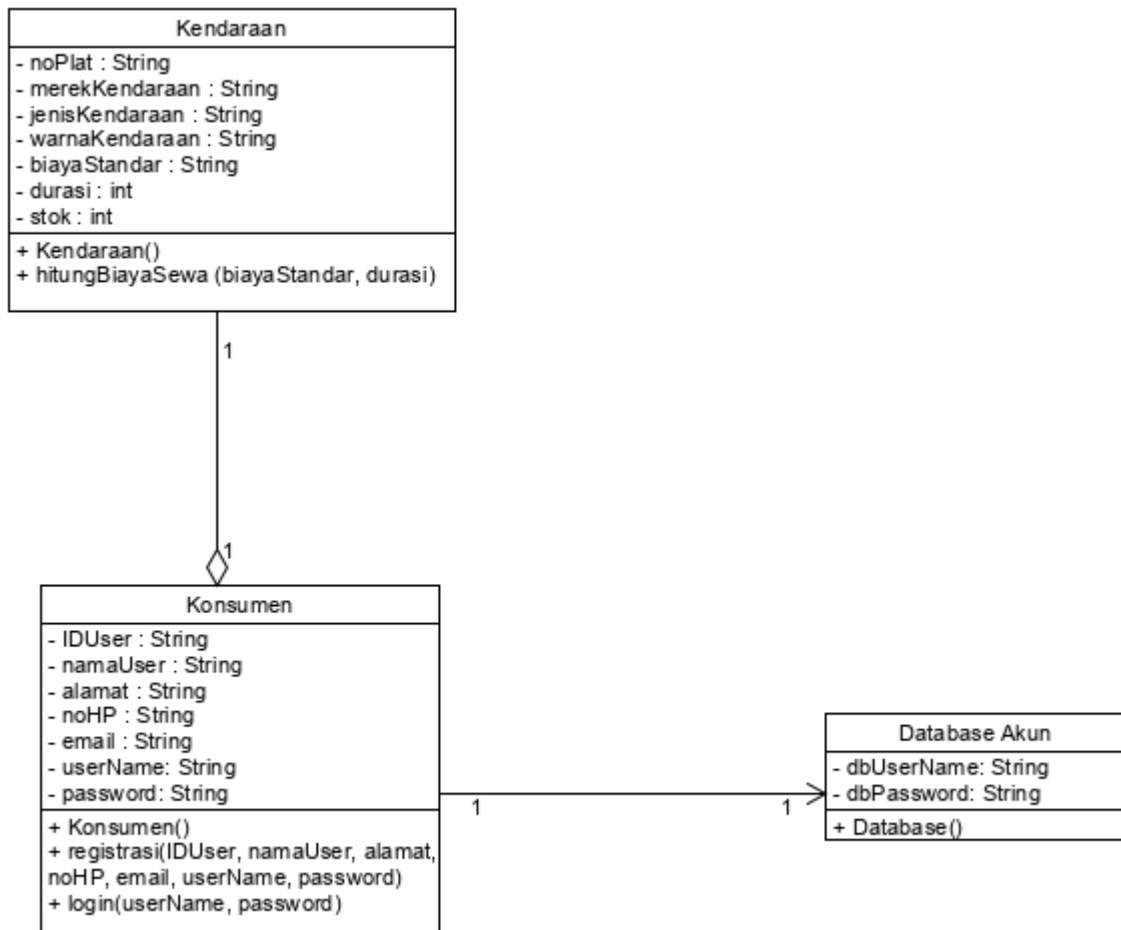 Kendaraan
- noPlat : String
- merekKendaraan : String
- jenisKendaraan : String
- warnaKendaraan : String
- biayaStandar : String
- durasi : int
- stok : int
+ Kendaraan()
+ hitungBiayaSewa (biayaStandar, durasi)
1
1
Konsumen
- IDUser : String
- namaUser : String
- alamat : String
- noHP : String
- email : String
- userName: String
- password: String
+ Konsumen()
+ registrasi(IDUser, namaUser, alamat,
noHP, email, userName, password)
+ login(userName, password)
1
1
Database Akun
- dbUserName: String
- dbPassword: String
+ Database()